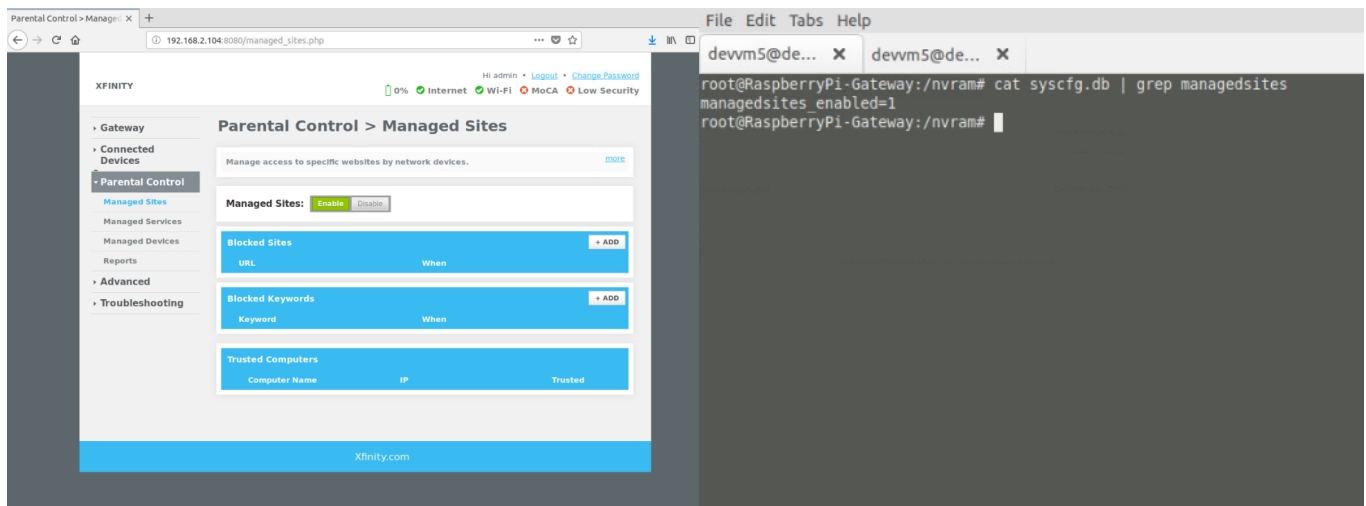 Parental Control > Managed
192.168.2.104:8080/managed_sites.php
XFINITY
Hi admin • Logout • Change Password
0% Internet Wi-Fi MoCA Low Security
Gateway
Connected
Devices
Parental Control
Managed Sites
Managed Services
Managed Devices
Reports
Advanced
Troubleshooting
Parental Control > Managed Sites
Manage access to specific websites by network devices.
more
Managed Sites: Enable Disable
Blocked Sites + ADD
URL When
Blocked Keywords + ADD
Keyword When
Trusted Computers
Computer Name IP Trusted
Xfinity.com
File Edit Tabs Help
devvm5@de... devvm5@de...
root@RaspberryPi-Gateway:/nvram# cat syscfg.db | grep managedsites
managedsites_enabled=1
root@RaspberryPi-Gateway:/nvram#